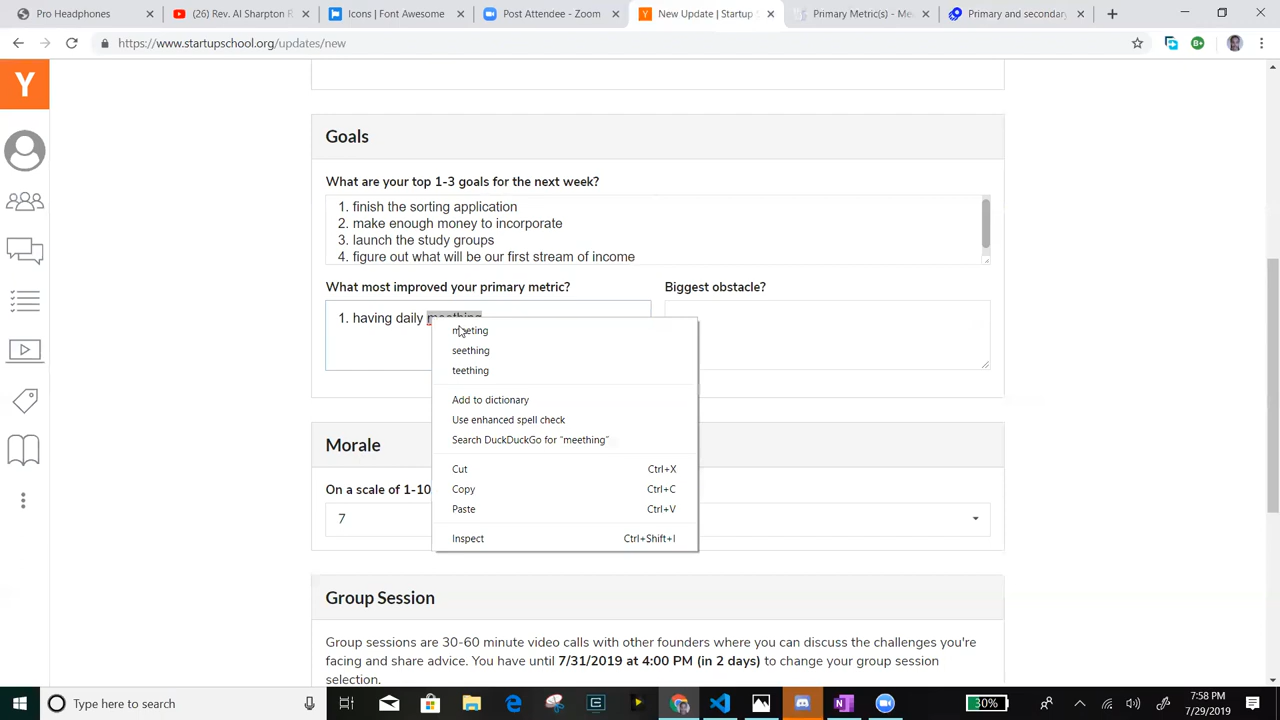 Pro Headphones
(26) Rev. Al Sharpton R
Icons | Font Awesome
Post Attendee - Zoom
New Update | Startup S
Primary Metric
Primary and secondary
https://www.startupschool.org/updates/new
Y
Goals
What are your top 1-3 goals for the next week?
1. finish the sorting application
2. make enough money to incorporate
3. launch the study groups
4. figure out what will be our first stream of income
What most improved your primary metric?
Biggest obstacle?
1. having daily meething
meeting
seething
teething
Add to dictionary
Use enhanced spell check
Search DuckDuckGo for “meething”
Cut Ctrl+X
Copy Ctrl+C
Paste Ctrl+V
Inspect Ctrl+Shift+I
Morale
On a scale of 1-10
7
Group Session
Group sessions are 30-60 minute video calls with other founders where you can discuss the challenges you're
facing and share advice. You have until 7/31/2019 at 4:00 PM (in 2 days) to change your group session
selection.
Type here to search
30%
7:58 PM
7/29/2019